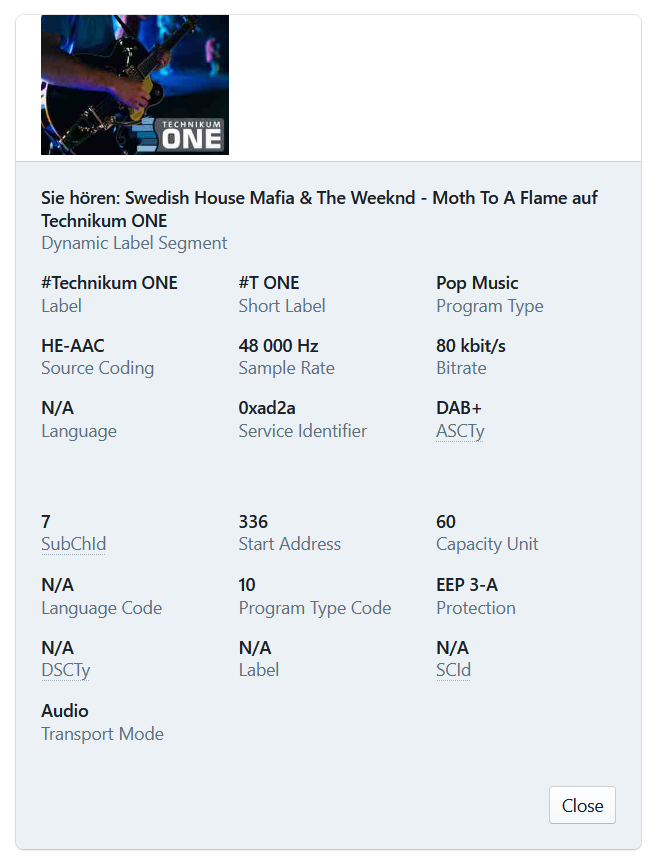 TECHNIKUM
ONE
Sie hören: Swedish House Mafia & The Weeknd - Moth To A Flame auf
Technikum ONE
Dynamic Label Segment
#Technikum ONE #T ONE Pop Music
Label Short Label Program Type
HE-AAC 48 000 Hz 80 kbit/s
Source Coding Sample Rate Bitrate
N/A 0xad2a DAB+
Language Service Identifier ASCTy
7 336 60
SubChId Start Address Capacity Unit
N/A 10 EEP 3-A
Language Code Program Type Code Protection
N/A N/A N/A
DSCTy Label SCId
Audio
Transport Mode
Close